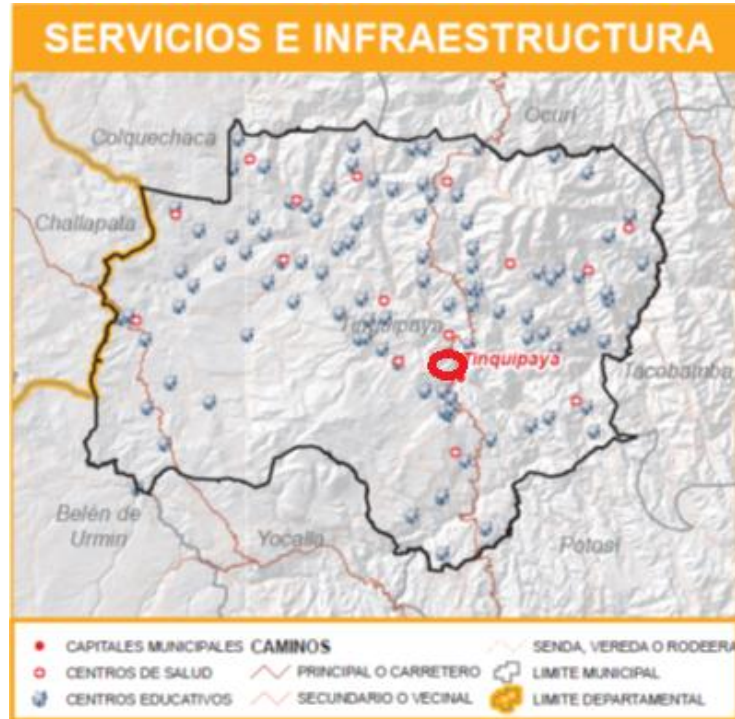 SERVICIOS E INFRAESTRUCTURA
Colquechaca
Ocurí
Challapata
Tinquipaya
Tinquipaya
Tacobamba
Belén de
Urmiri
Yocalla
Potosí
CAPITALES MUNICIPALES
CENTROS DE SALUD
CENTROS EDUCATIVOS
CAMINOS
PRINCIPAL O CARRETERO
SECUNDARIO O VECINAL
SENDA, VEREDA O RODEERA
LIMITE MUNICIPAL
LIMITE DEPARTAMENTAL